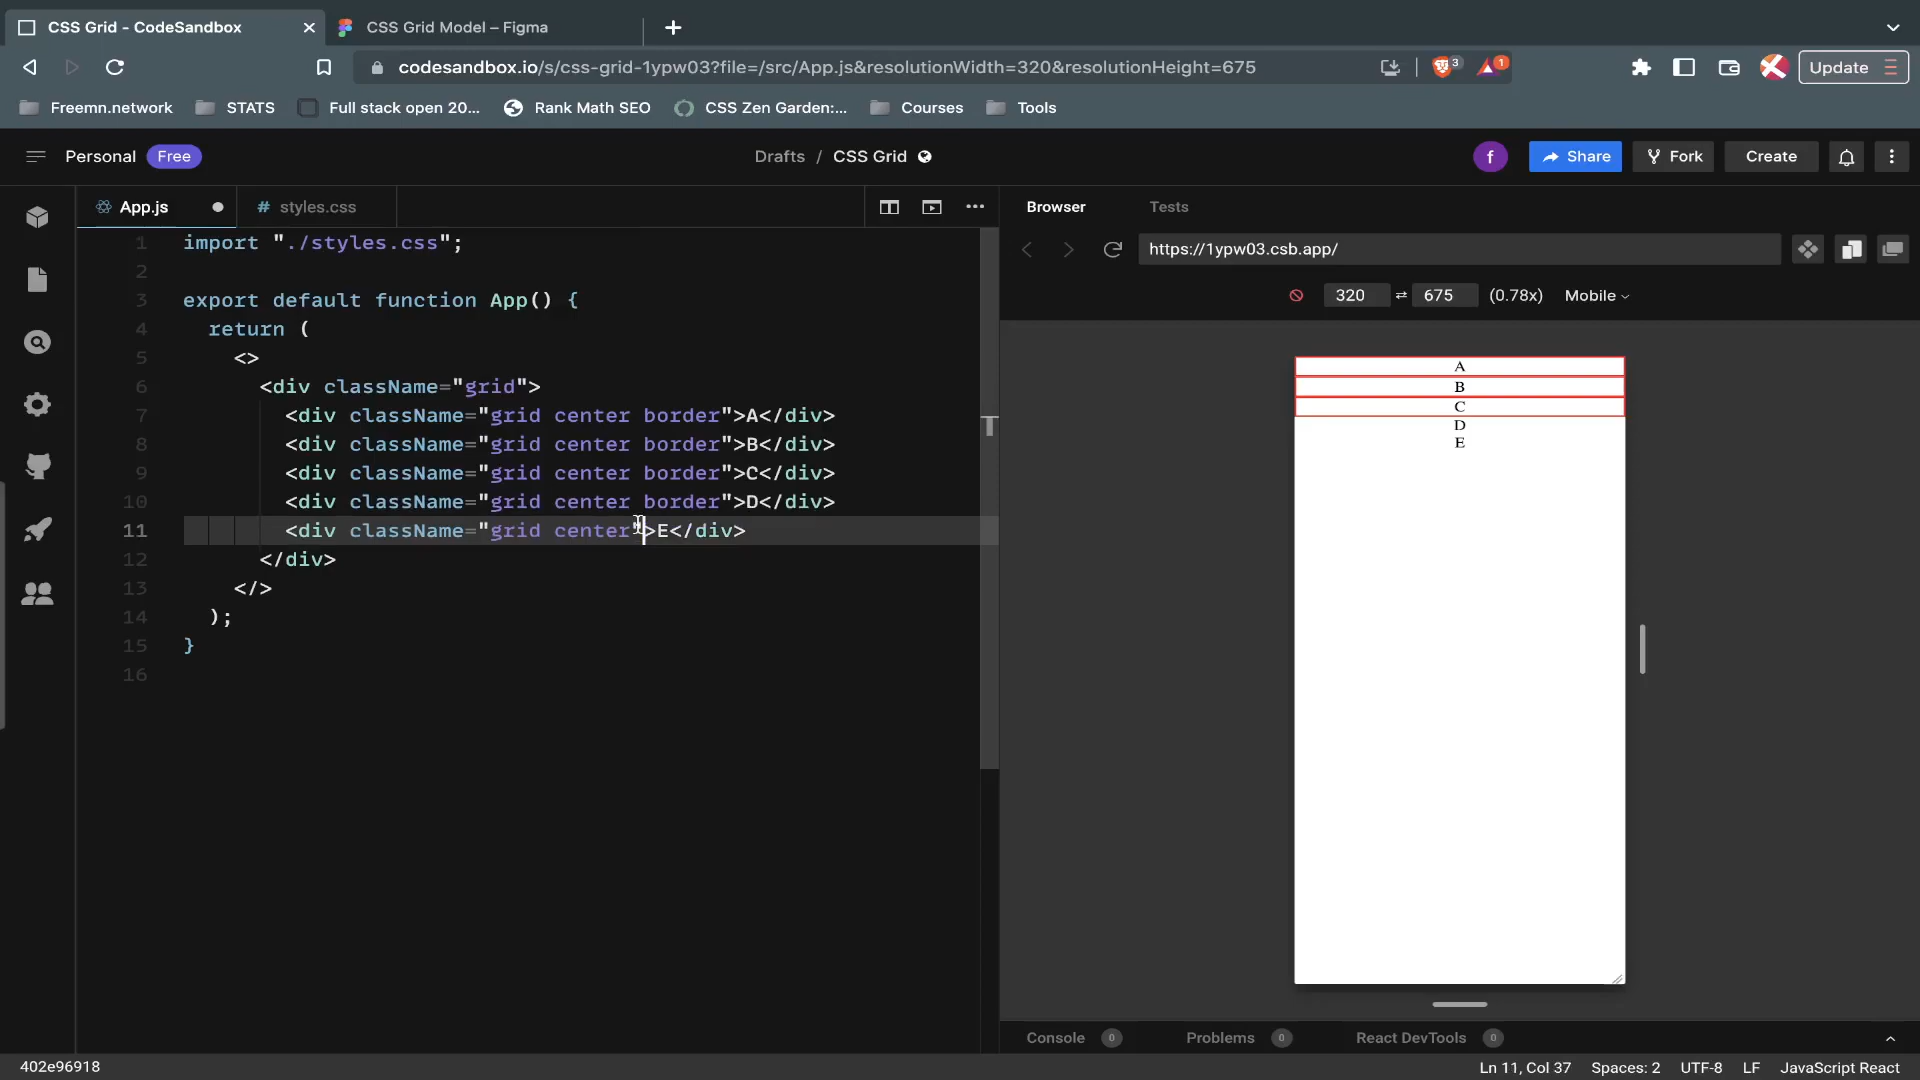 CSS Grid - CodeSandbox
CSS Grid Model – Figma
codesandbox.io/s/css-grid-1ypw03?file=/src/App.js&resolutionWidth=320&resolutionHeight=675
3
1
Update
Freemn.network
STATS
Full stack open 20...
Rank Math SEO
CSS Zen Garden:...
Courses
Tools
Personal
Free
Drafts / CSS Grid
f
Share
Fork
Create
App.js
# styles.css
Browser
Tests
https://1ypw03.csb.app/
320
675
(0.78x)
Mobile
1 import "./styles.css";
2
3 export default function App() {
4 return (
5 <>
6 <div className="grid">
7 <div className="grid center border">A</div>
8 <div className="grid center border">B</div>
9 <div className="grid center border">C</div>
10 <div className="grid center border">D</div>
11 <div className="grid center">E</div>
12 </div>
13 </>
14 );
15 }
16
T
A
B
C
D
E
Console 0
Problems 0
React DevTools 0
402e96918
Ln 11, Col 37
Spaces: 2
UTF-8
LF
JavaScript React